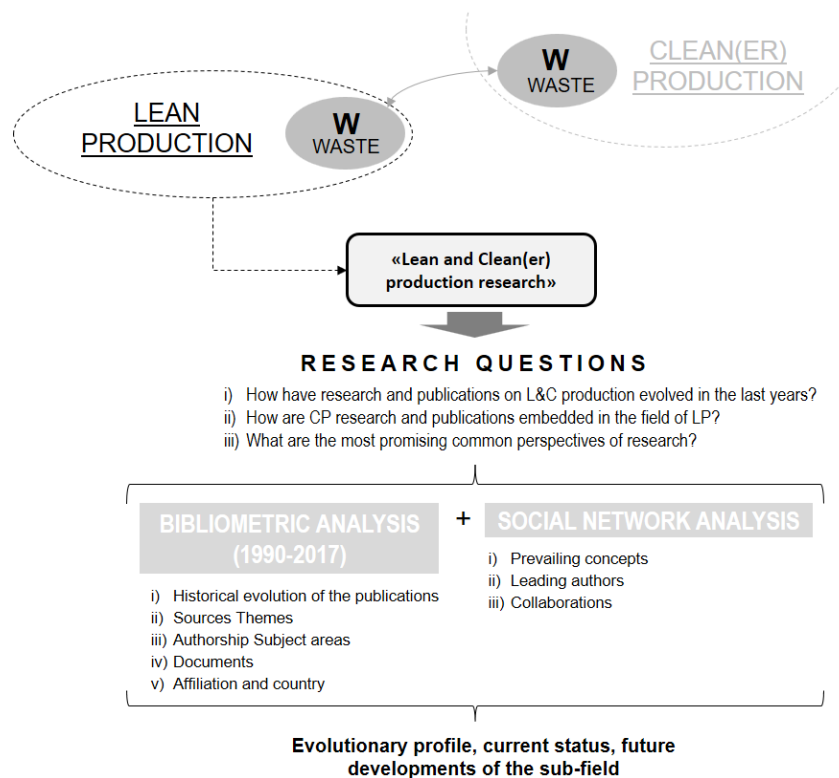 W
WASTE
CLEAN(ER)
PRODUCTION
LEAN
PRODUCTION
W
WASTE
«Lean and Clean(er)
production research»
RESEARCH QUESTIONS
i) How have research and publications on L&C production evolved in the last years?
ii) How are CP research and publications embedded in the field of LP?
iii) What are the most promising common perspectives of research?
BIBLIOMETRIC ANALYSIS
(1990-2017)
i) Historical evolution of the publications
ii) Sources Themes
iii) Authorship Subject areas
iv) Documents
v) Affiliation and country
+
SOCIAL NETWORK ANALYSIS
i) Prevailing concepts
ii) Leading authors
iii) Collaborations
Evolutionary profile, current status, future
developments of the sub-field